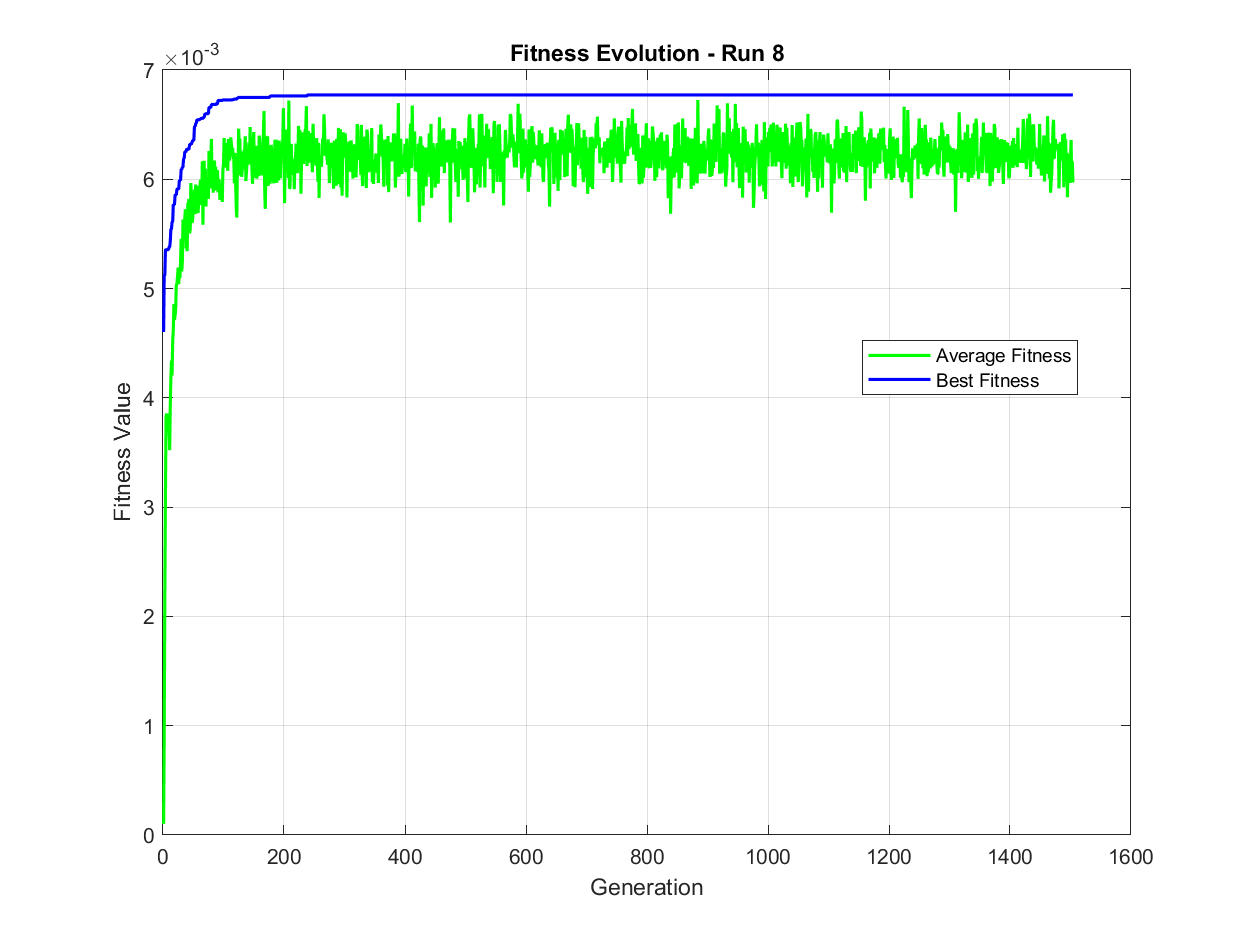 Fitness Evolution - Run 8
×10⁻³
7
6
5
4
3
2
1
0
Fitness Value
0 200 400 600 800 1000 1200 1400 1600
Generation
Average Fitness
Best Fitness